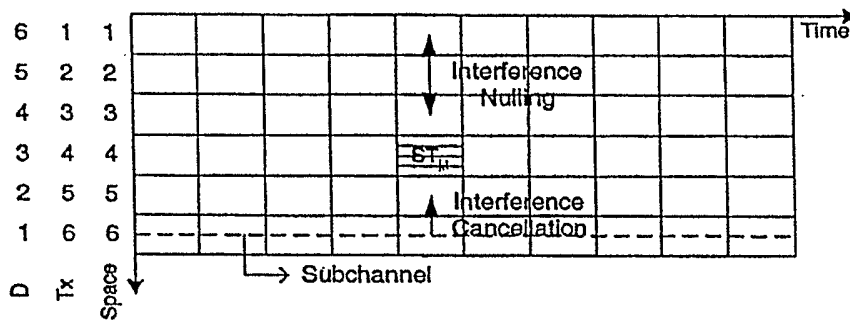 6 1 1 Time
5 2 2 Interference
Nulling
4 3 3
3 4 4 STμ
2 5 5 Interference
1 6 6 Cancellation
Subchannel
D Tx Space